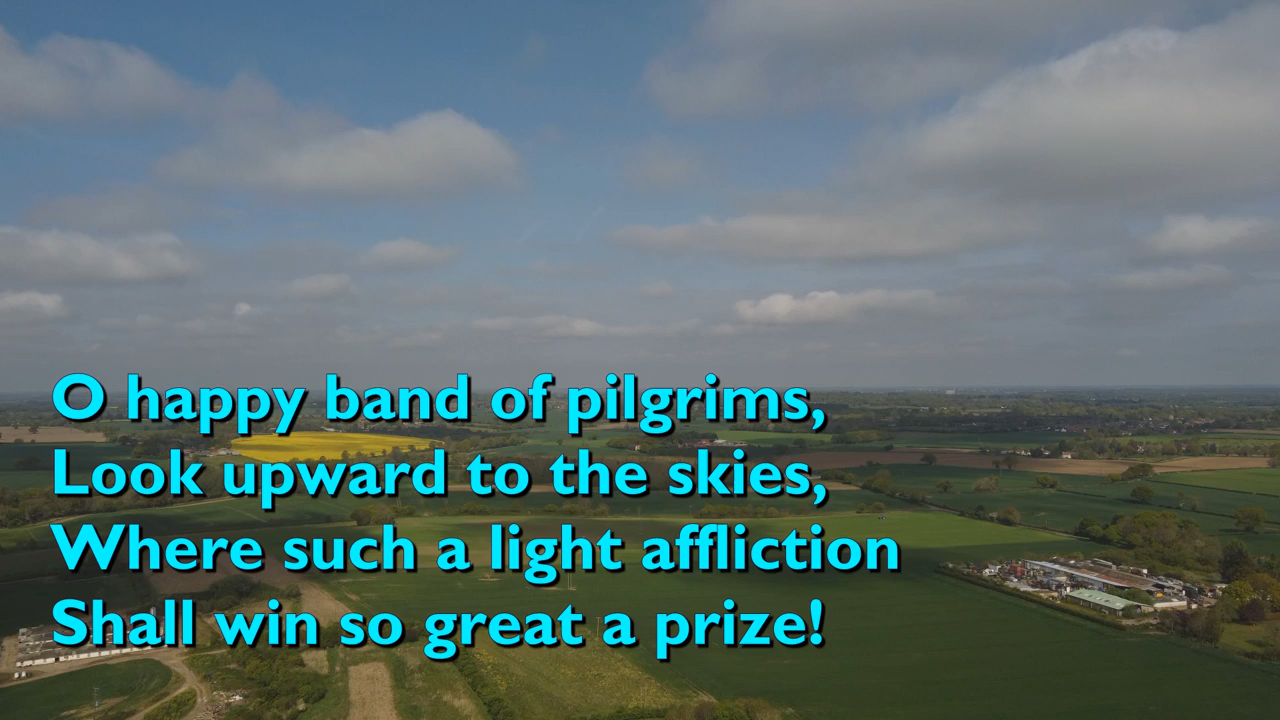 O happy band of pilgrims,
Look upward to the skies,
Where such a light affliction
Shall win so great a prize!